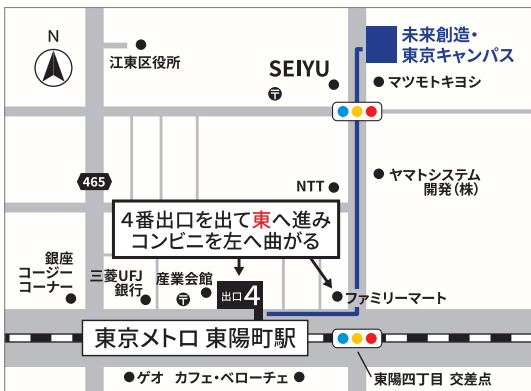 N
江東区役所
未来創造・
東京キャンパス
SEIYU
〒
マツモトキヨシ
465
NTT
ヤマトシステム
開発(株)
4番出口を出て東へ進み
コンビニを左へ曲がる
銀座
コージー
コーナー
三菱UFJ
銀行
産業会館
〒
出口4
ファミリーマート
東京メトロ 東陽町駅
東陽四丁目 交差点
ゲオ カフェ・ベローチェ